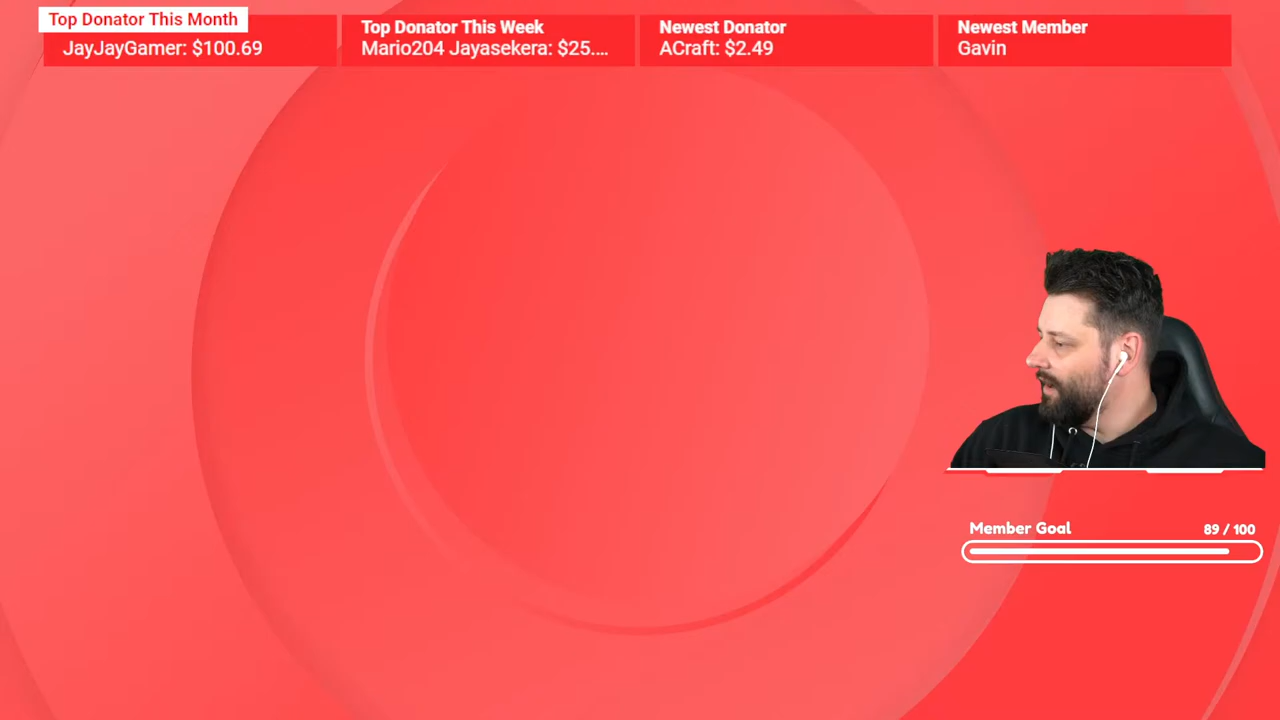 Top Donator This Month
JayJayGamer: $100.69
Top Donator This Week
Mario204 Jayasekera: $25....
Newest Donator
ACraft: $2.49
Newest Member
Gavin
Member Goal
89 / 100